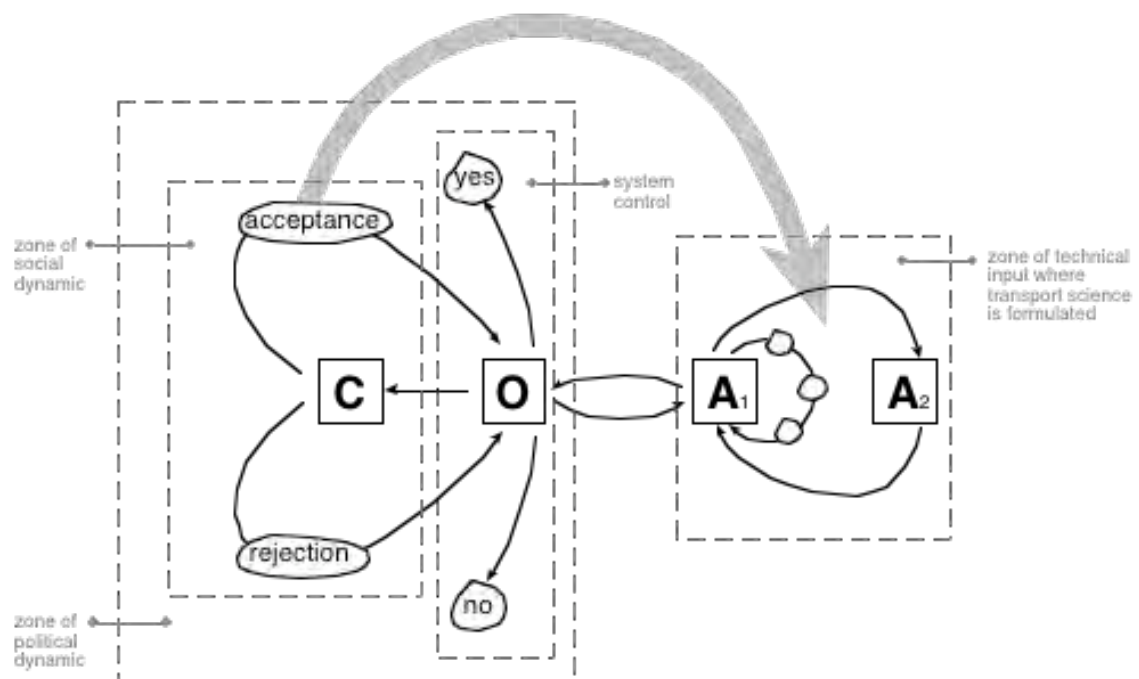 yes
system
control
acceptance
zone of
social
dynamic
zone of technical
input where
transport science
is formulated
C
O
A1
A2
rejection
no
zone of
political
dynamic